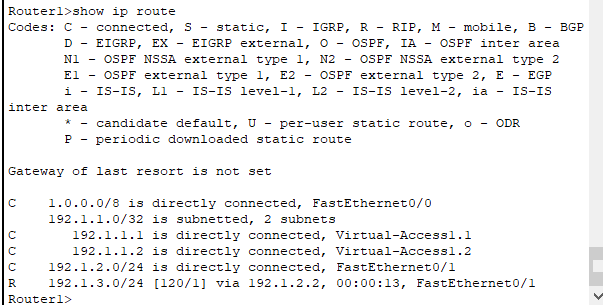 Router1>show ip route
Codes: C - connected, S - static, I - IGRP, R - RIP, M - mobile, B - BGP
       D - EIGRP, EX - EIGRP external, O - OSPF, IA - OSPF inter area
       N1 - OSPF NSSA external type 1, N2 - OSPF NSSA external type 2
       E1 - OSPF external type 1, E2 - OSPF external type 2, E - EGP
       i - IS-IS, L1 - IS-IS level-1, L2 - IS-IS level-2, ia - IS-IS
inter area
       * - candidate default, U - per-user static route, o - ODR
       P - periodic downloaded static route
Gateway of last resort is not set
C    1.0.0.0/8 is directly connected, FastEthernet0/0
     192.1.1.0/32 is subnetted, 2 subnets
C       192.1.1.1 is directly connected, Virtual-Access1.1
C       192.1.1.2 is directly connected, Virtual-Access1.2
C    192.1.2.0/24 is directly connected, FastEthernet0/1
R    192.1.3.0/24 [120/1] via 192.1.2.2, 00:00:13, FastEthernet0/1
Router1>